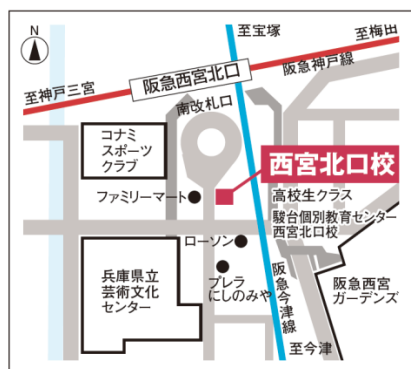 N
至宝塚
至梅田
阪急西宮北口
阪急神戸線
至神戸三宮
南改札口
コナミ
スポーツ
クラブ
西宮北口校
ファミリーマート
高校生クラス
駿台個別教育センター
西宮北口校
ローソン
兵庫県立
芸術文化
センター
プレラ
にしのみや
阪急今津線
阪急西宮
ガーデンズ
至今津